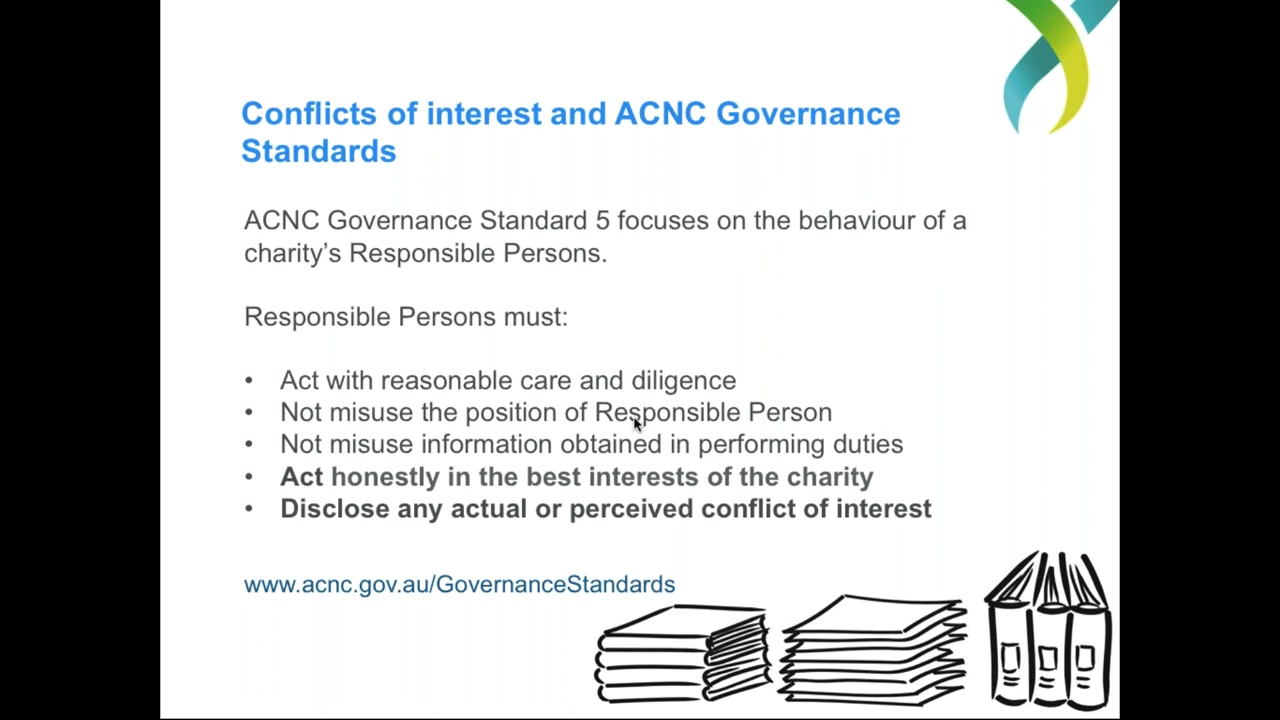 Conflicts of interest and ACNC Governance
Standards
ACNC Governance Standard 5 focuses on the behaviour of a
charity’s Responsible Persons.
Responsible Persons must:
• Act with reasonable care and diligence
• Not misuse the position of Responsible Person
• Not misuse information obtained in performing duties
• Act honestly in the best interests of the charity
• Disclose any actual or perceived conflict of interest
www.acnc.gov.au/GovernanceStandards